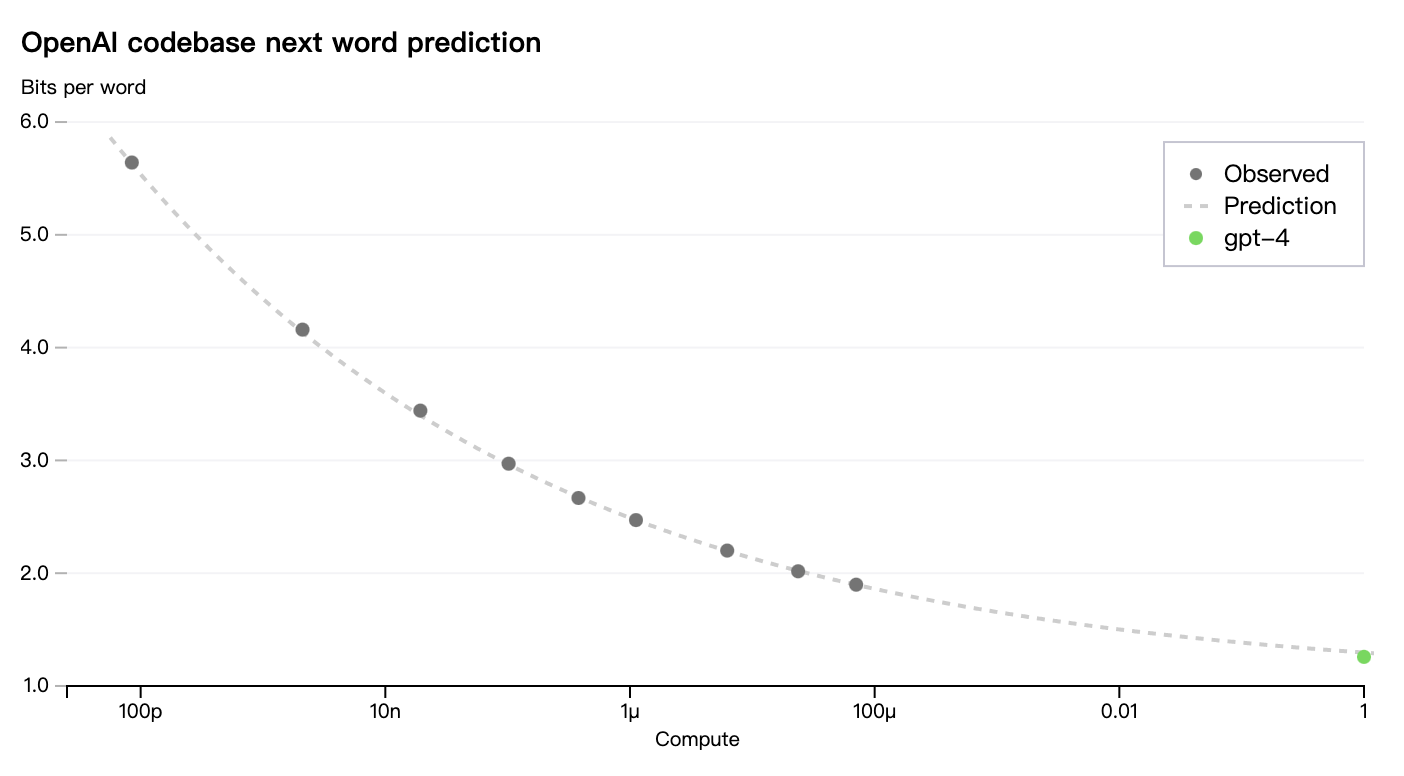 OpenAI codebase next word prediction
Bits per word
6.0
5.0
4.0
3.0
2.0
1.0
Observed
Prediction
gpt-4
100p
10n
1µ
100µ
0.01
1
Compute